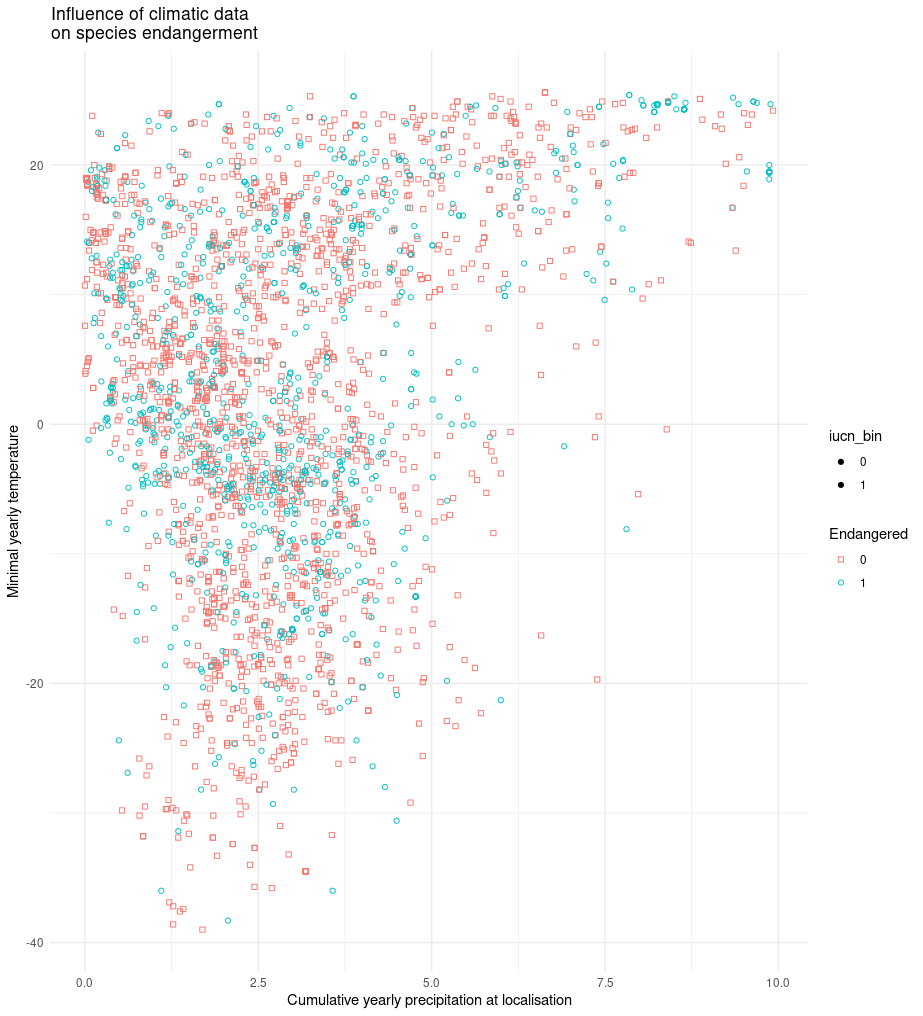 Influence of climatic data
on species endangerment
20
0
-20
-40
Minimal yearly temperature
0.0
2.5
5.0
7.5
10.0
Cumulative yearly precipitation at localisation
iucn_bin
0
1
Endangered
0
1